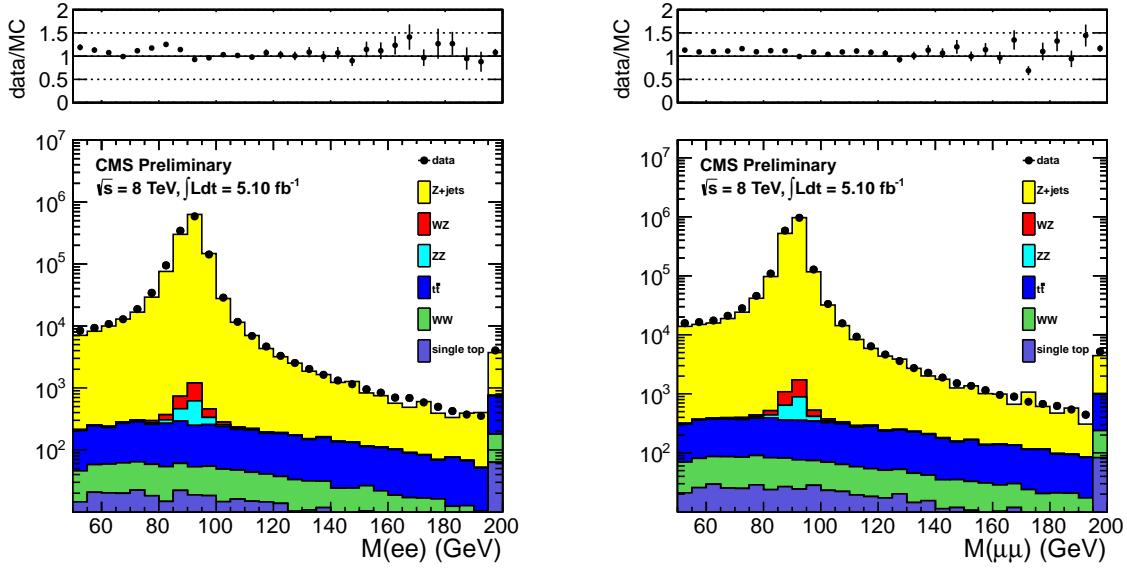 data/MC
2
1.5
1
0.5
0
10^7
10^6
10^5
10^4
10^3
10^2
CMS Preliminary
√s = 8 TeV, ∫Ldt = 5.10 fb^-1
data
Z+jets
WZ
ZZ
tt̄
WW
single top
60 80 100 120 140 160 180 200
M(ee) (GeV)
data/MC
2
1.5
1
0.5
0
10^7
10^6
10^5
10^4
10^3
10^2
CMS Preliminary
√s = 8 TeV, ∫Ldt = 5.10 fb^-1
data
Z+jets
WZ
ZZ
tt̄
WW
single top
60 80 100 120 140 160 180 200
M(μμ) (GeV)